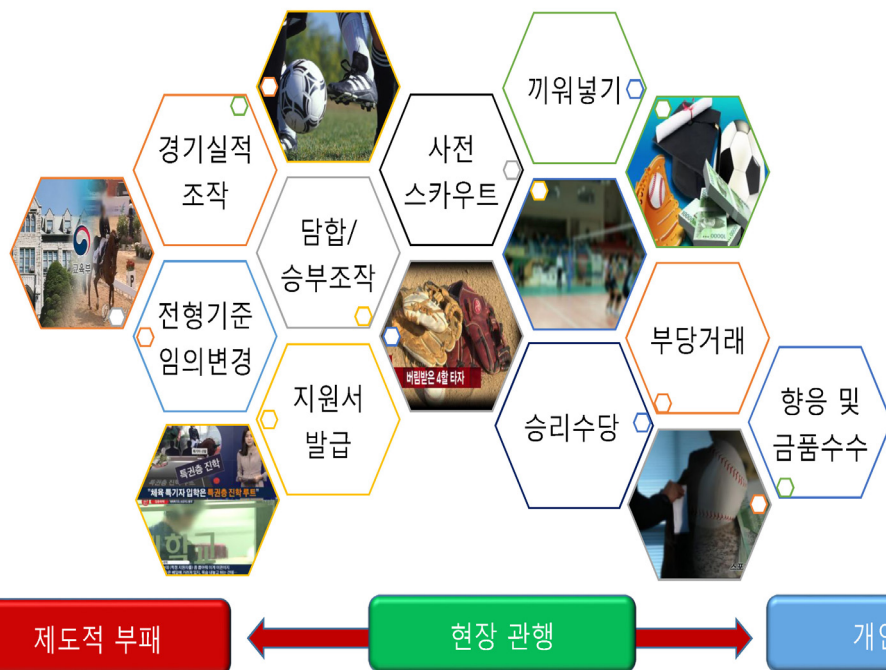 끼워넣기
경기실적
조작
사전
스카우트
담합/
승부조작
교육부
전형기준
임의변경
부당거래
버림받은 4할 타자
지원서
발급
승리수당
향응 및
금품수수
특권층 진학
"체육 특기자 입학은 특권층 진학 루트"
제도적 부패
현장 관행
개인